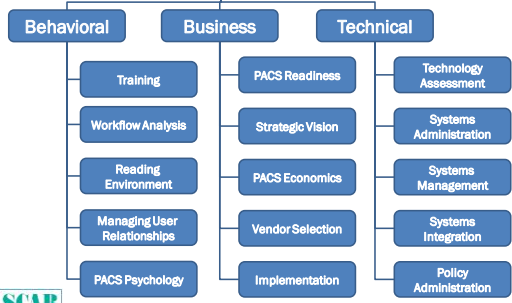 Behavioral
Business
Technical
Training
Workflow Analysis
Reading
Environment
Managing User
Relationships
PACS Psychology
PACS Readiness
Strategic Vision
PACS Economics
Vendor Selection
Implementation
Technology
Assessment
Systems
Administration
Systems
Management
Systems
Integration
Policy
Administration
SCAR